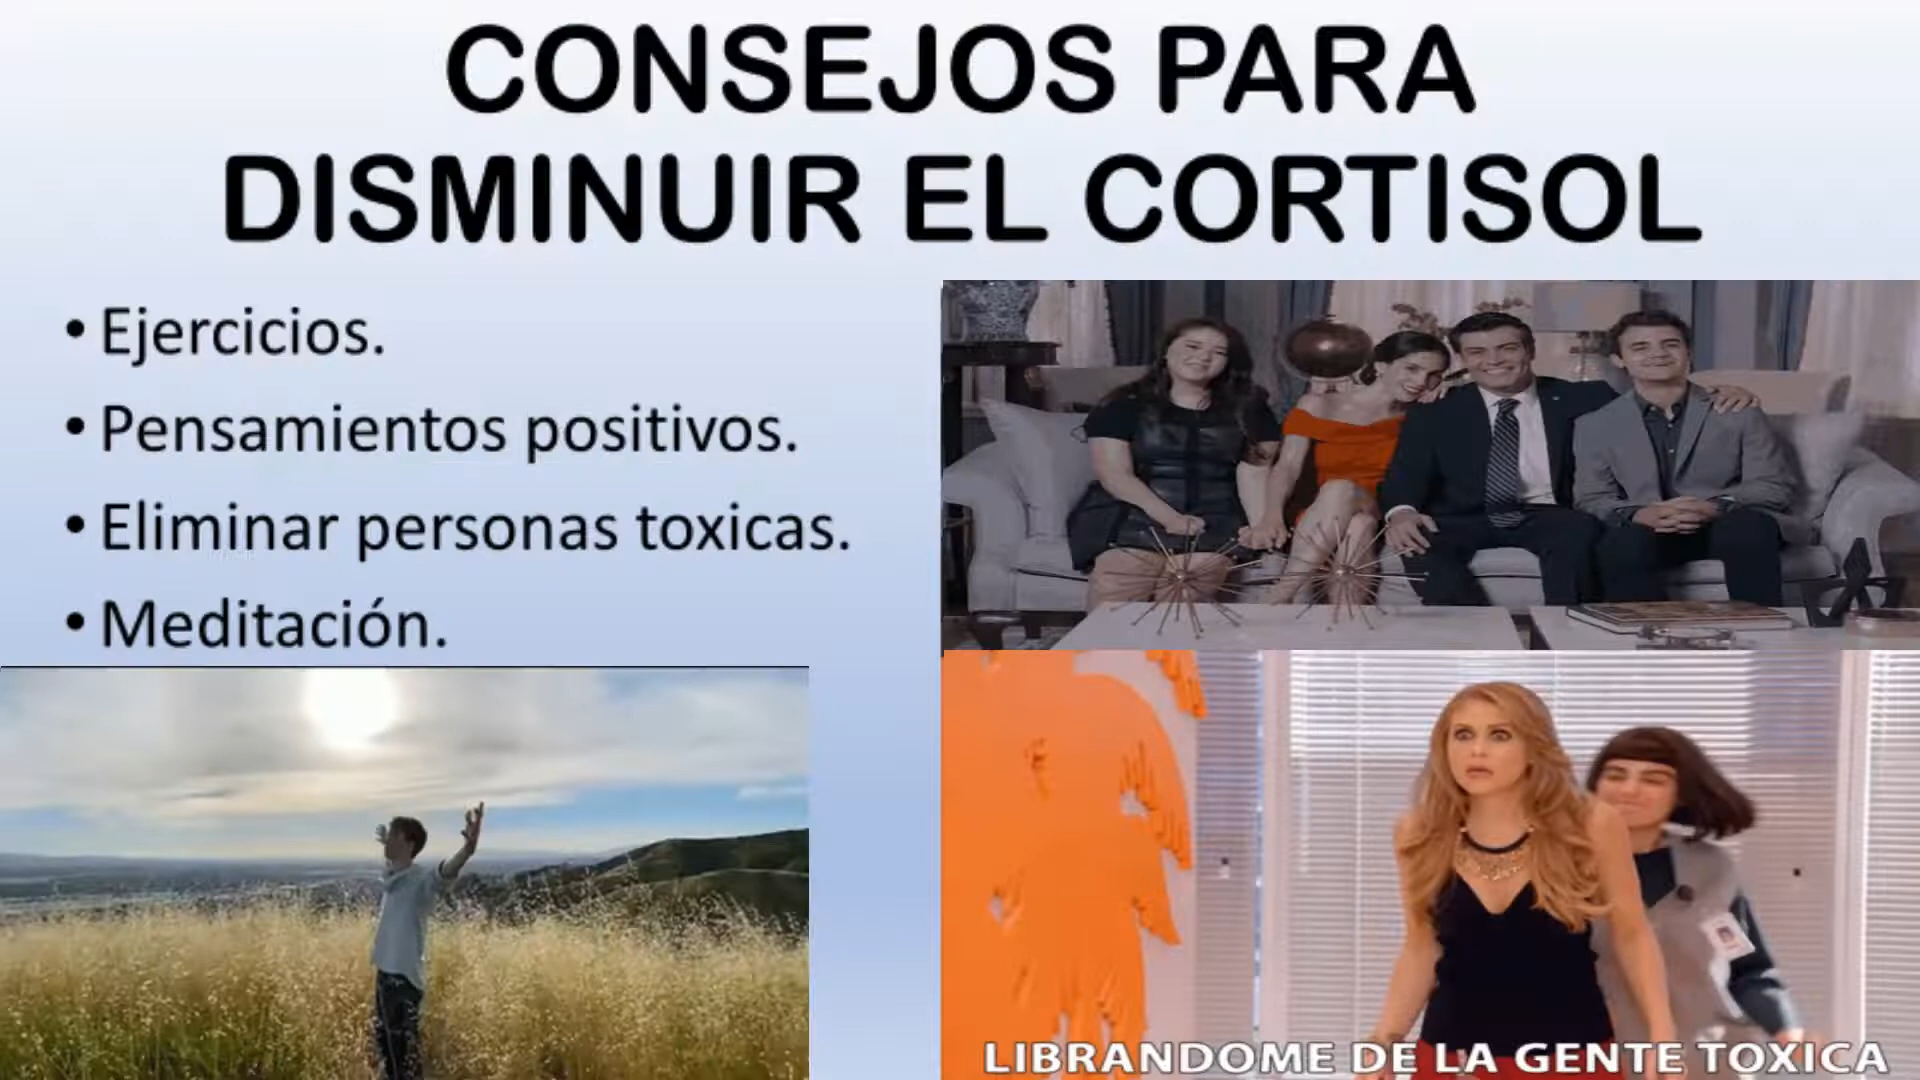 CONSEJOS PARA
DISMINUIR EL CORTISOL
• Ejercicios.
• Pensamientos positivos.
• Eliminar personas toxicas.
• Meditación.
LIBRANDOME DE LA GENTE TOXICA